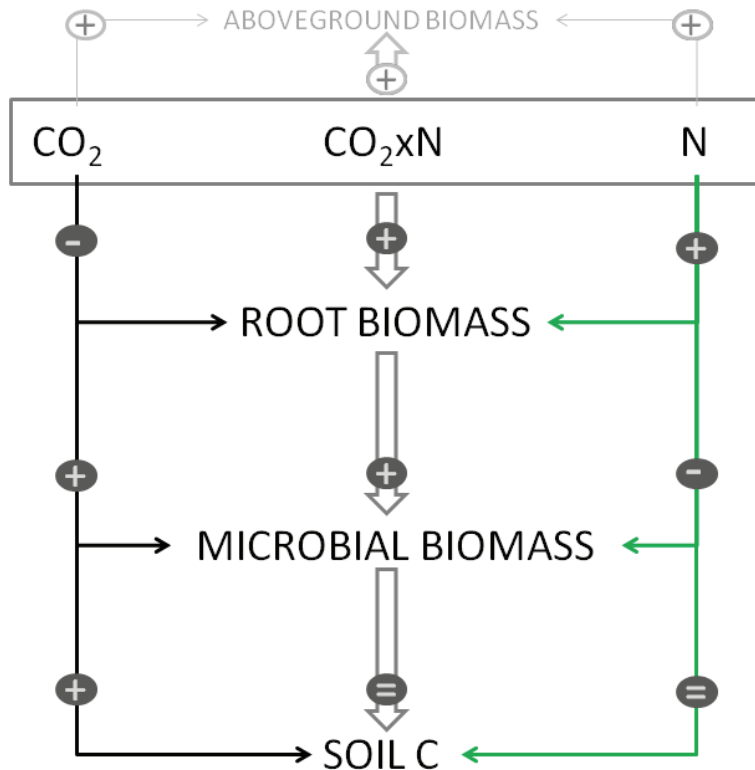 + ABOVEGROUND BIOMASS +
+
CO₂ CO₂xN N
- + +
ROOT BIOMASS
+ + -
MICROBIAL BIOMASS
+ = =
SOIL C